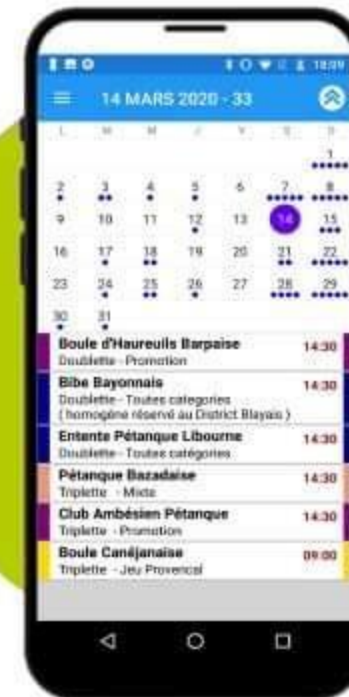 18:09
14 MARS 2020 - 33
L M M J V S D
1
2 3 4 5 6 7 8
9 10 11 12 13 14 15
16 17 18 19 20 21 22
23 24 25 26 27 28 29
30 31
Boule d'Haureuils Barpaise 14:30
Doublette - Promotion
Bibe Bayonnais 14:30
Doublette - Toutes categories
( homogène réservé au District Blayais )
Entente Pétanque Libourne 14:30
Doublette - Toutes catégories
Pétanque Bazadaise 14:30
Triplette - Mixte
Club Ambésien Pétanque 14:30
Triplette - Promotion
Boule Canéjanaise 09:00
Triplette - Jeu Provencal